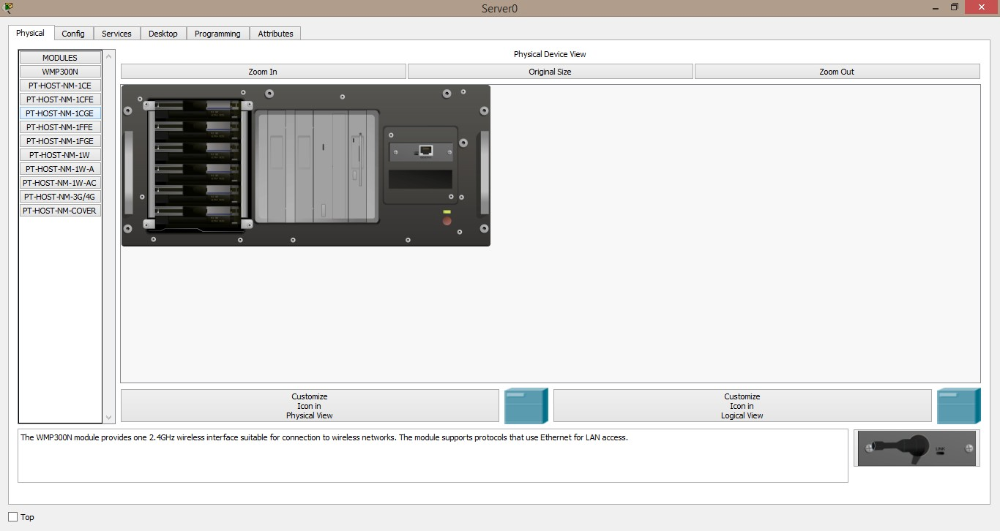 Server0
Physical
Config
Services
Desktop
Programming
Attributes
MODULES
WMP300N
PT-HOST-NM-1CE
PT-HOST-NM-1CFE
PT-HOST-NM-1CGE
PT-HOST-NM-1FFE
PT-HOST-NM-1FGE
PT-HOST-NM-1W
PT-HOST-NM-1W-A
PT-HOST-NM-1W-AC
PT-HOST-NM-3G/4G
PT-HOST-NM-COVER
Physical Device View
Zoom In
Original Size
Zoom Out
Customize
Icon in
Physical View
Customize
Icon in
Logical View
The WMP300N module provides one 2.4GHz wireless interface suitable for connection to wireless networks. The module supports protocols that use Ethernet for LAN access.
LINK
Top